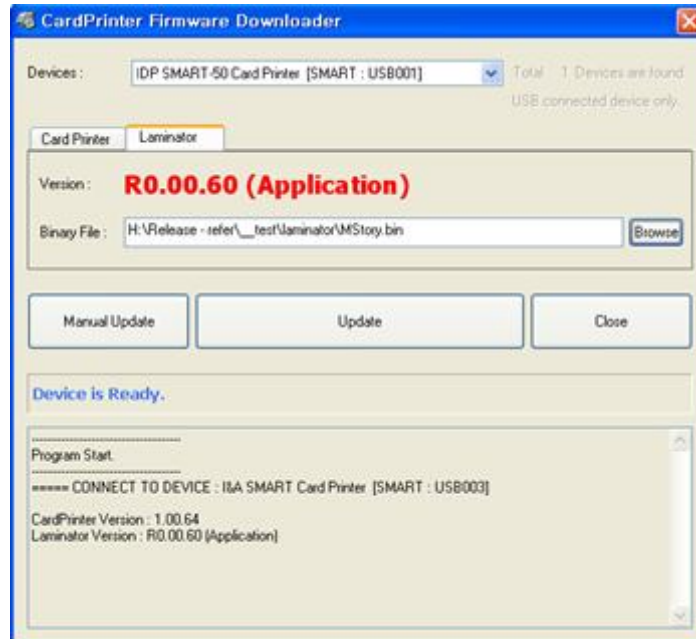 CardPrinter Firmware Downloader
Devices : IDP SMART-50 Card Printer [SMART : USB001] Total 1 Devices are found
USB connected device only.
Card Printer Laminator
Version : R0.00.60 (Application)
Binary File : H:\Release - refer\__test\laminator\MStory.bin Browse
Manual Update Update Close
Device is Ready.
--------------------------------
Program Start.
--------------------------------
===== CONNECT TO DEVICE : I&A SMART Card Printer [SMART : USB003]
CardPrinter Version : 1.00.64
Laminator Version : R0.00.60 (Application)